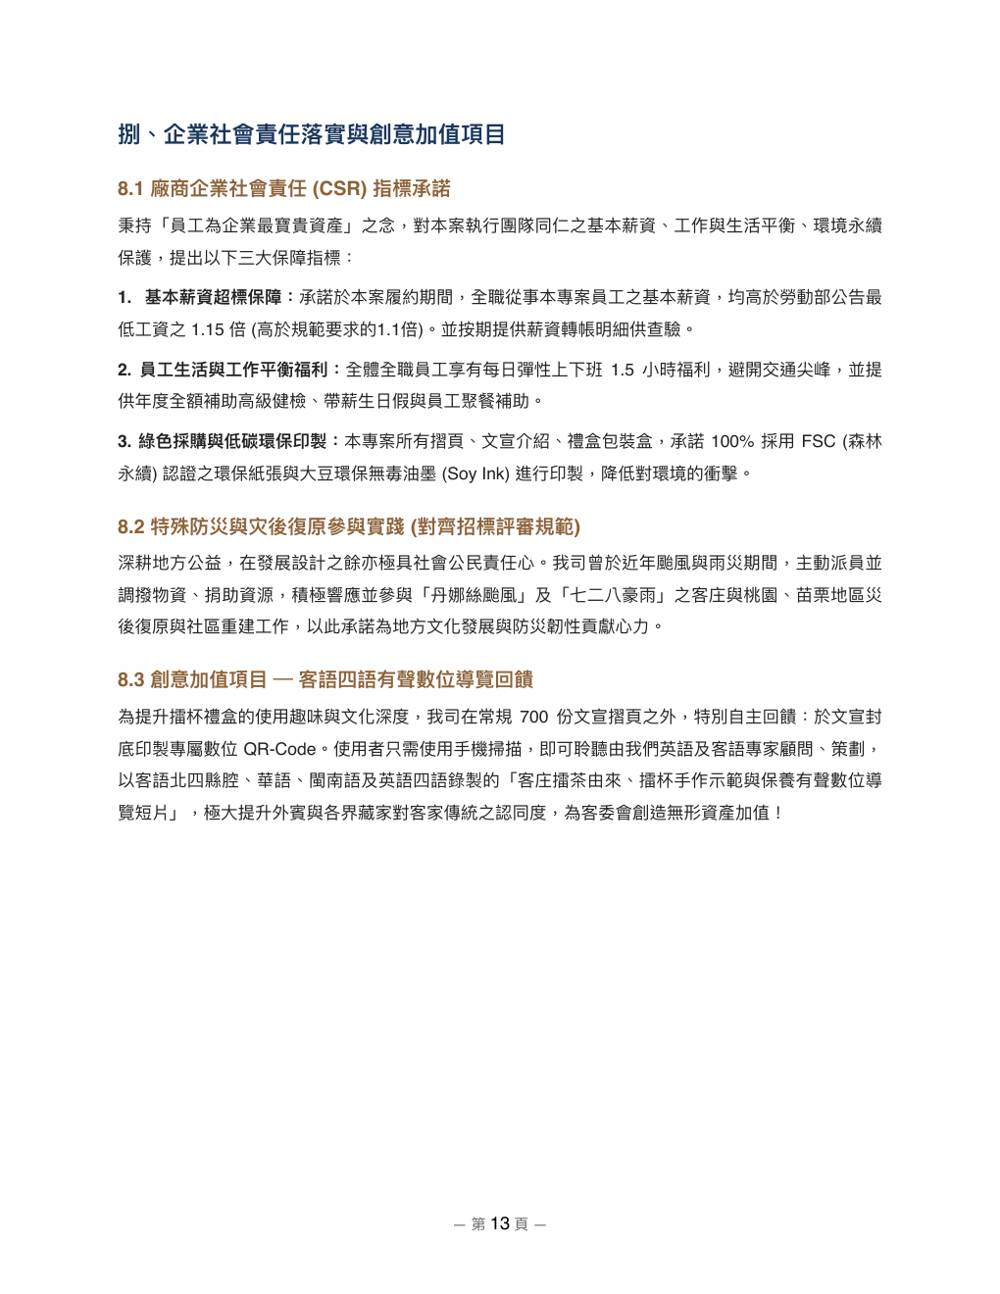 捌、企業社會責任落實與創意加值項目
8.1 廠商企業社會責任 (CSR) 指標承諾
秉持「員工為企業最寶貴資產」之念，對本案執行團隊同仁之基本薪資、工作與生活平衡、環境永續
保護，提出以下三大保障指標：
1. 基本薪資超標保障：承諾於本案履約期間，全職從事本專案員工之基本薪資，均高於勞動部公告最
低工資之 1.15 倍 (高於規範要求的1.1倍)。並按期提供薪資轉帳明細供查驗。
2. 員工生活與工作平衡福利：全體全職員工享有每日彈性上下班 1.5 小時福利，避開交通尖峰，並提
供年度全額補助高級健檢、帶薪生日假與員工聚餐補助。
3. 綠色採購與低碳環保印製：本專案所有摺頁、文宣介紹、禮盒包裝盒，承諾 100% 採用 FSC (森林
永續) 認證之環保紙張與大豆環保無毒油墨 (Soy Ink) 進行印製，降低對環境的衝擊。
8.2 特殊防災與灾後復原參與實踐 (對齊招標評審規範)
深耕地方公益，在發展設計之餘亦極具社會公民責任心。我司曾於近年颱風與雨災期間，主動派員並
調撥物資、捐助資源，積極響應並參與「丹娜絲颱風」及「七二八豪雨」之客庄與桃園、苗栗地區災
後復原與社區重建工作，以此承諾為地方文化發展與防災韌性貢獻心力。
8.3 創意加值項目 — 客語四語有聲數位導覽回饋
為提升擂杯禮盒的使用趣味與文化深度，我司在常規 700 份文宣摺頁之外，特別自主回饋：於文宣封
底印製專屬數位 QR-Code。使用者只需使用手機掃描，即可聆聽由我們英語及客語專家顧問、策劃，
以客語北四縣腔、華語、閩南語及英語四語錄製的「客庄擂茶由來、擂杯手作示範與保養有聲數位導
覽短片」，極大提升外賓與各界藏家對客家傳統之認同度，為客委會創造無形資產加值！
— 第 13 頁 —